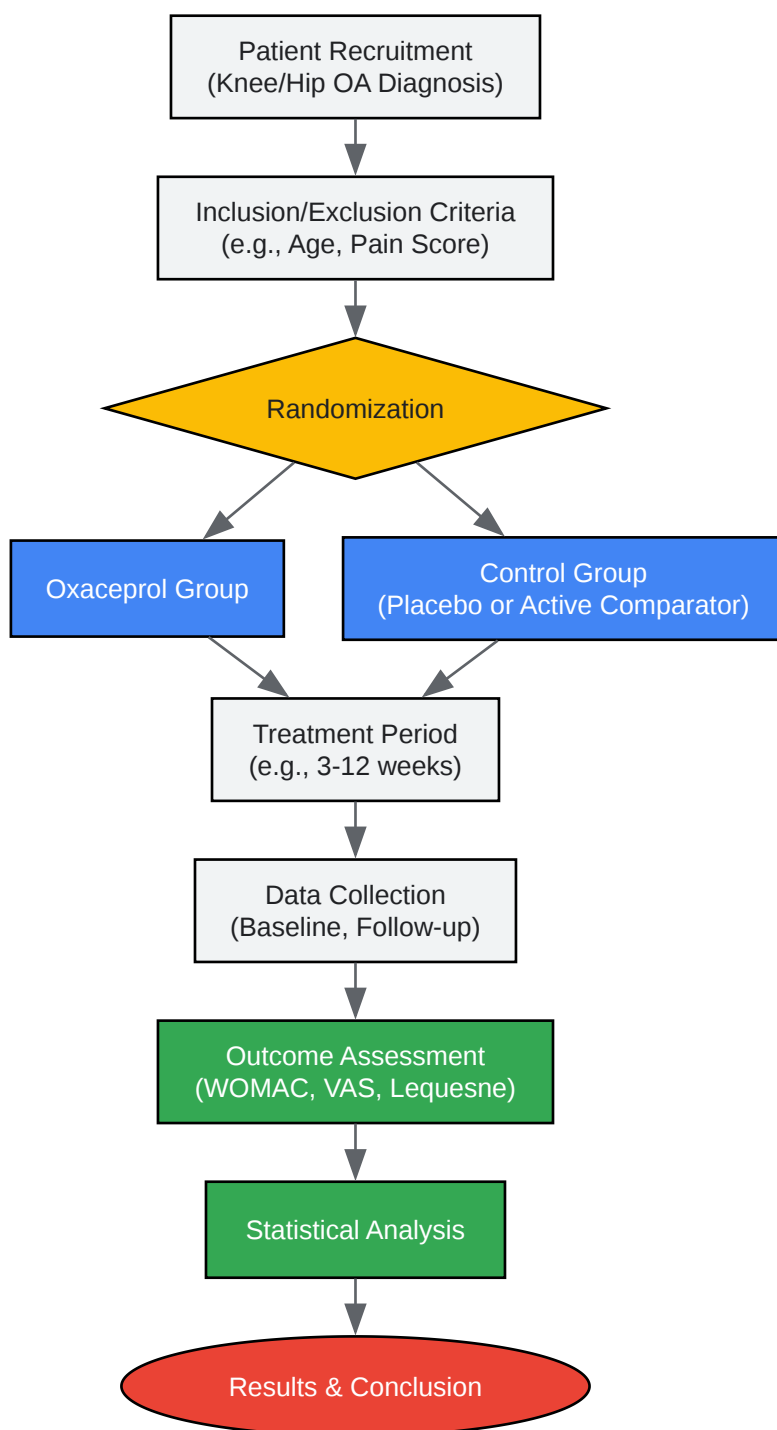 Patient Recruitment
(Knee/Hip OA Diagnosis)
Inclusion/Exclusion Criteria
(e.g., Age, Pain Score)
Randomization
Oxaceprol Group
Control Group
(Placebo or Active Comparator)
Treatment Period
(e.g., 3-12 weeks)
Data Collection
(Baseline, Follow-up)
Outcome Assessment
(WOMAC, VAS, Lequesne)
Statistical Analysis
Results & Conclusion